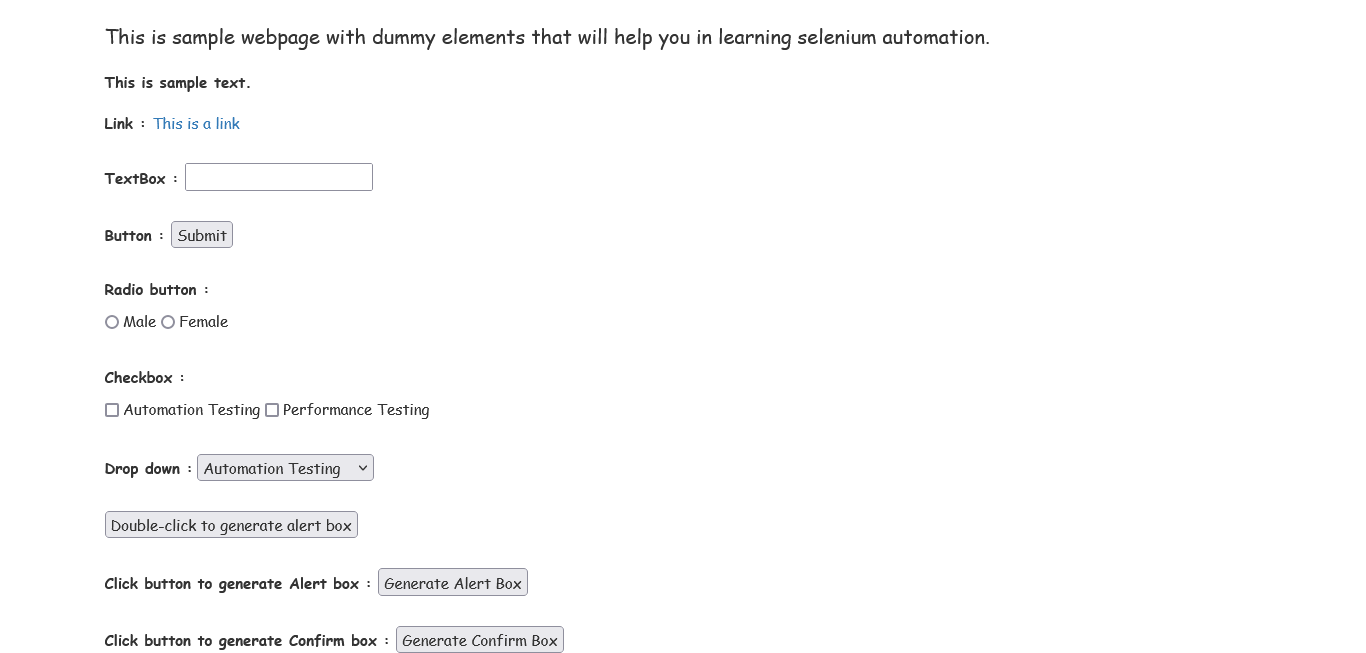 This is sample webpage with dummy elements that will help you in learning selenium automation.
This is sample text.
Link : This is a link
TextBox :
Button : Submit
Radio button :
Male Female
Checkbox :
Automation Testing Performance Testing
Drop down : Automation Testing
Double-click to generate alert box
Click button to generate Alert box : Generate Alert Box
Click button to generate Confirm box : Generate Confirm Box